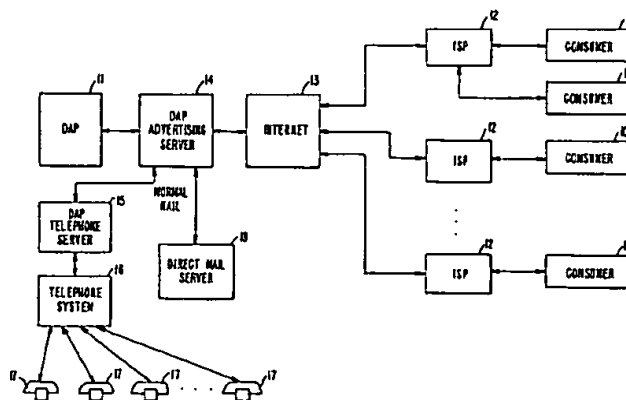 12
ISP
CONSUMER
11
14
13
DAP
DAP
ADVERTISING
SERVER
INTERNET
CONSUMER
12
ISP
CONSUMER
NORMAL
MAIL
15
DAP
TELEPHONE
SERVER
DIRECT MAIL
SERVER
16
TELEPHONE
SYSTEM
12
ISP
CONSUMER
17
17
17
17